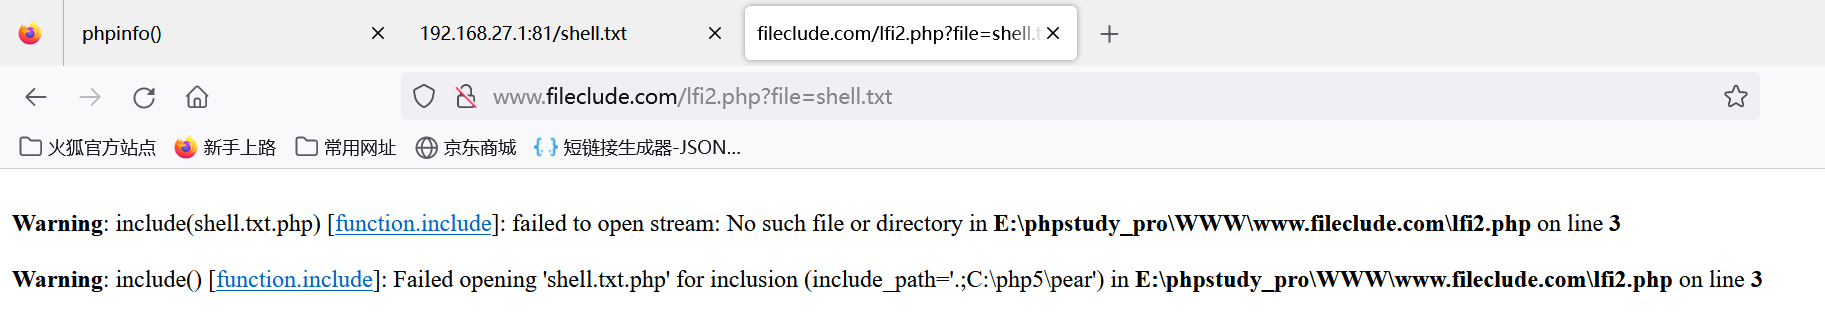 phpinfo()
192.168.27.1:81/shell.txt
fileclude.com/lfi2.php?file=shell.t
www.fileclude.com/lfi2.php?file=shell.txt
火狐官方站点 新手上路 常用网址 京东商城 {} 短链接生成器-JSON...
Warning: include(shell.txt.php) [function.include]: failed to open stream: No such file or directory in E:\phpstudy_pro\WWW\www.fileclude.com\lfi2.php on line 3
Warning: include() [function.include]: Failed opening 'shell.txt.php' for inclusion (include_path='.;C:\php5\pear') in E:\phpstudy_pro\WWW\www.fileclude.com\lfi2.php on line 3